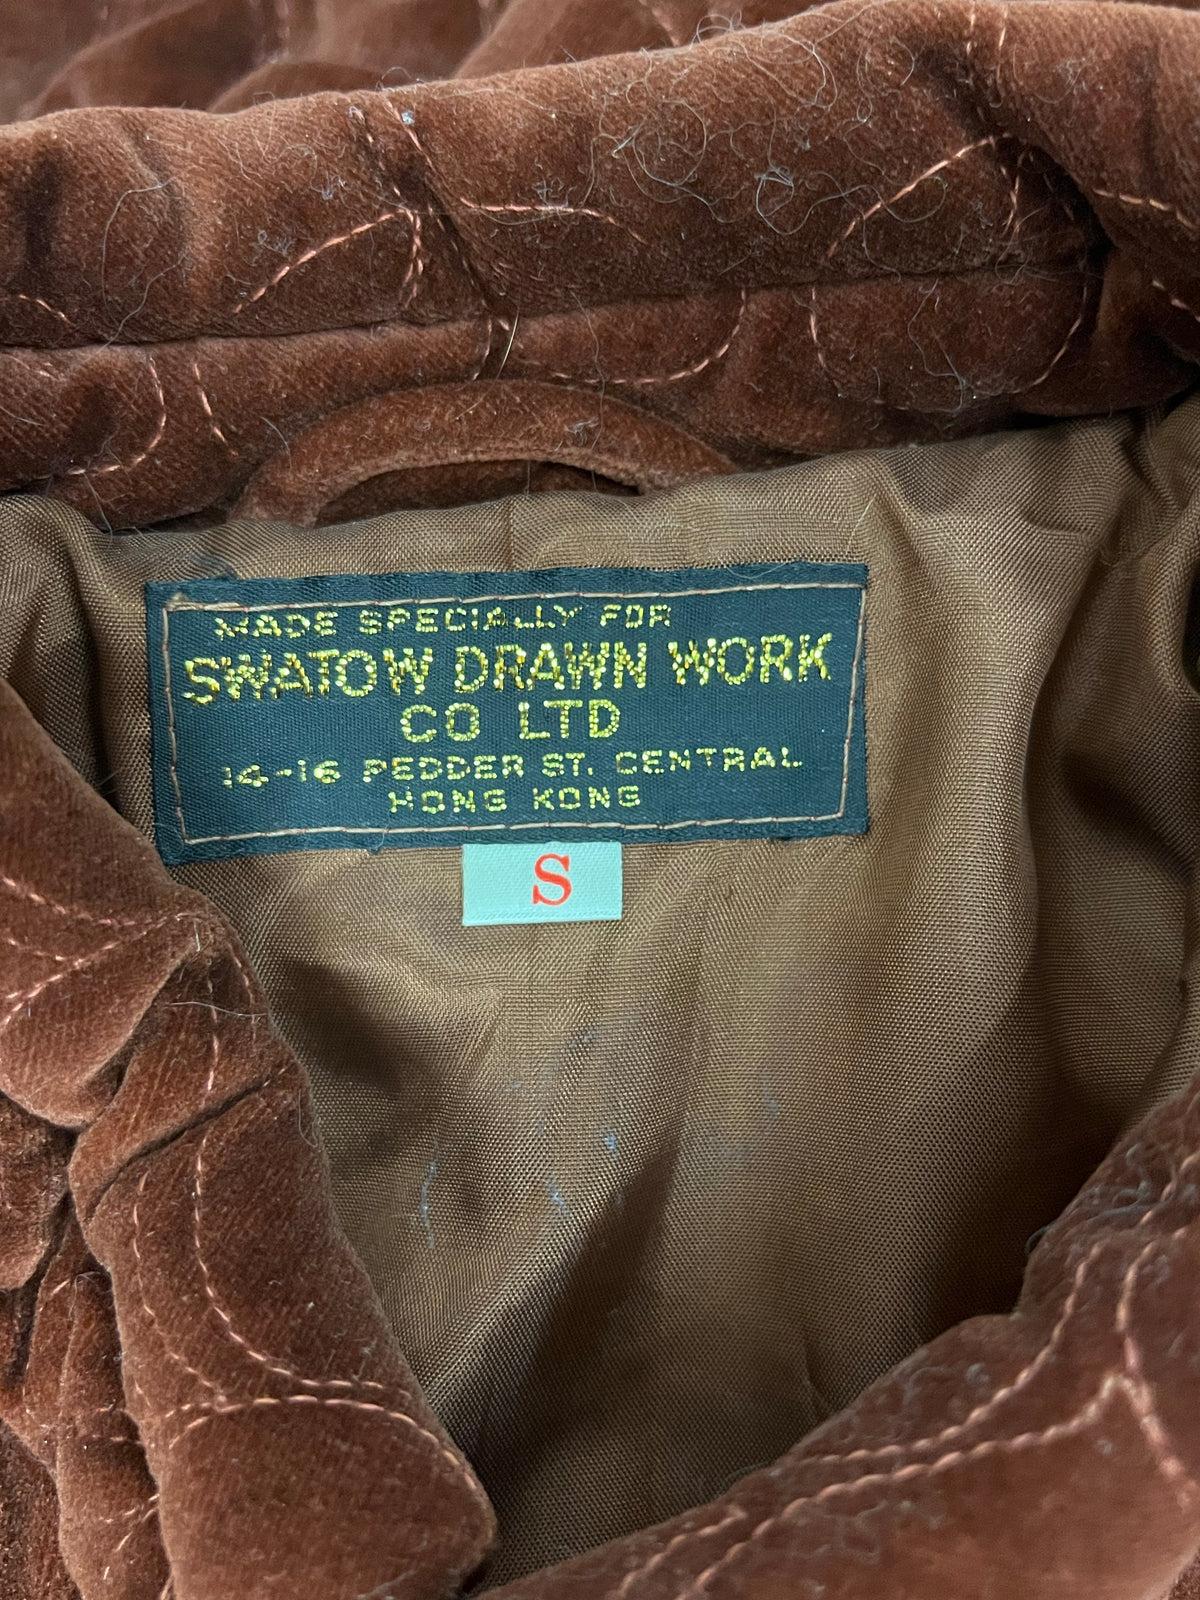 MADE SPECIALLY FOR
SWATOW DRAWN WORK
CO LTD
14-16 PEDDER ST. CENTRAL
HONG KONG
S